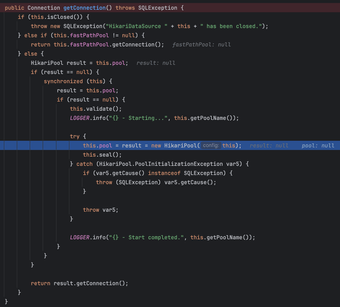 public Connection getConnection() throws SQLException {
if (this.isClosed()) {
throw new SQLException("HikariDataSource " + this + " has been closed.");
} else if (this.fastPathPool != null) {
return this.fastPathPool.getConnection();  fastPathPool: null
} else {
HikariPool result = this.pool;  result: null
if (result == null) {
synchronized (this) {
result = this.pool;
if (result == null) {
this.validate();
LOGGER.info("{} - Starting...", this.getPoolName());
try {
this.pool = result = new HikariPool( config this);  result: null    pool: null
this.seal();
} catch (HikariPool.PoolInitializationException var5) {
if (var5.getCause() instanceof SQLException) {
throw (SQLException) var5.getCause();
}
throw var5;
}
LOGGER.info("{} - Start completed.", this.getPoolName());
}
}
}
return result.getConnection();
}
}